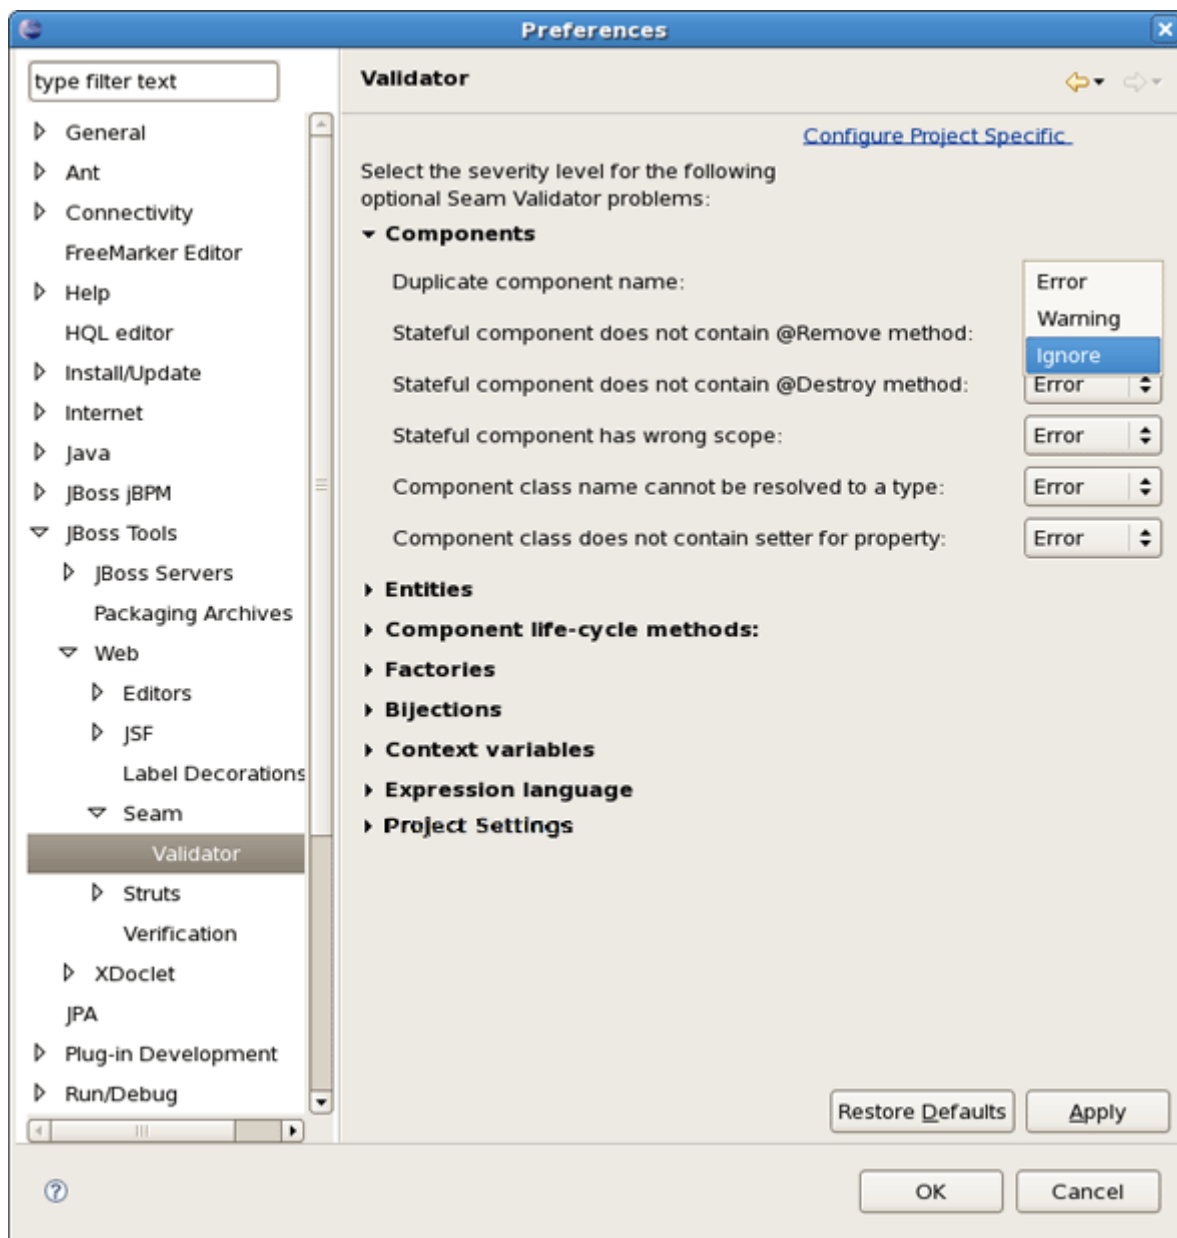 Preferences
type filter text
General
Ant
Connectivity
FreeMarker Editor
Help
HQL editor
Install/Update
Internet
Java
JBoss jBPM
JBoss Tools
JBoss Servers
Packaging Archives
Web
Editors
JSF
Label Decorations
Seam
Validator
Struts
Verification
XDoclet
JPA
Plug-in Development
Run/Debug
Validator
Configure Project Specific
Select the severity level for the following
optional Seam Validator problems:
Components
Duplicate component name:
Error
Warning
Ignore
Stateful component does not contain @Remove method:
Stateful component does not contain @Destroy method: Error
Stateful component has wrong scope: Error
Component class name cannot be resolved to a type: Error
Component class does not contain setter for property: Error
Entities
Component life-cycle methods:
Factories
Bijections
Context variables
Expression language
Project Settings
Restore Defaults Apply
? OK Cancel